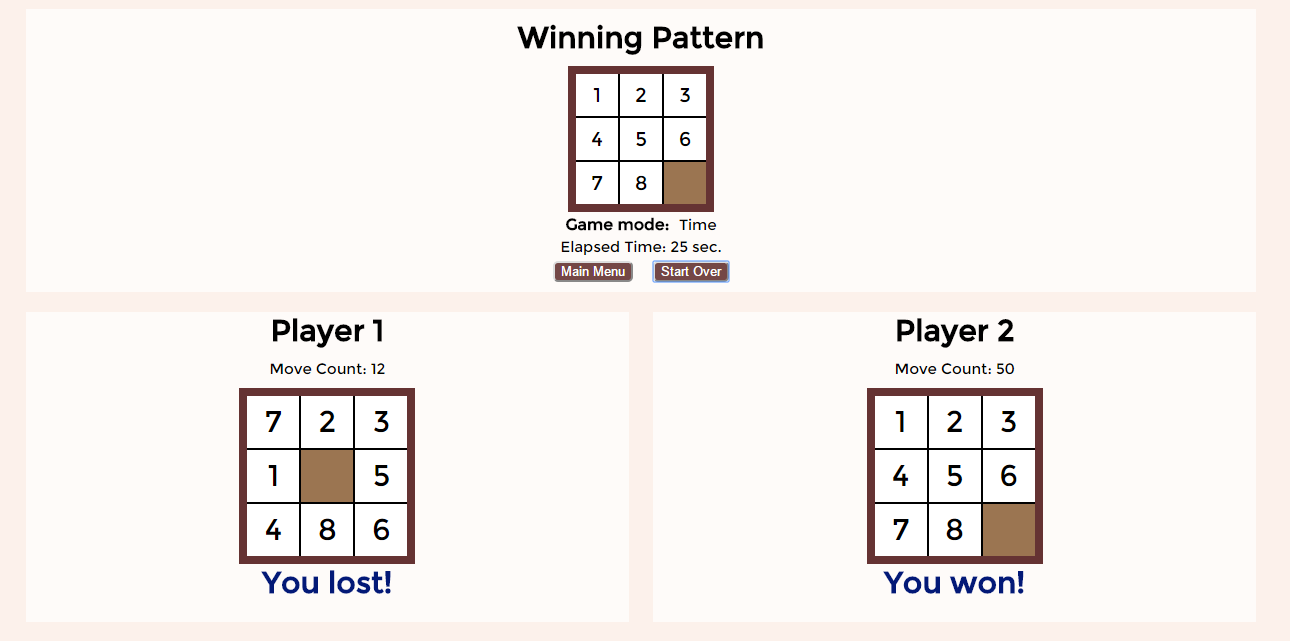 Winning Pattern
1 2 3
4 5 6
7 8
Game mode: Time
Elapsed Time: 25 sec.
Main Menu Start Over
Player 1
Move Count: 12
7 2 3
1 5
4 8 6
You lost!
Player 2
Move Count: 50
1 2 3
4 5 6
7 8
You won!